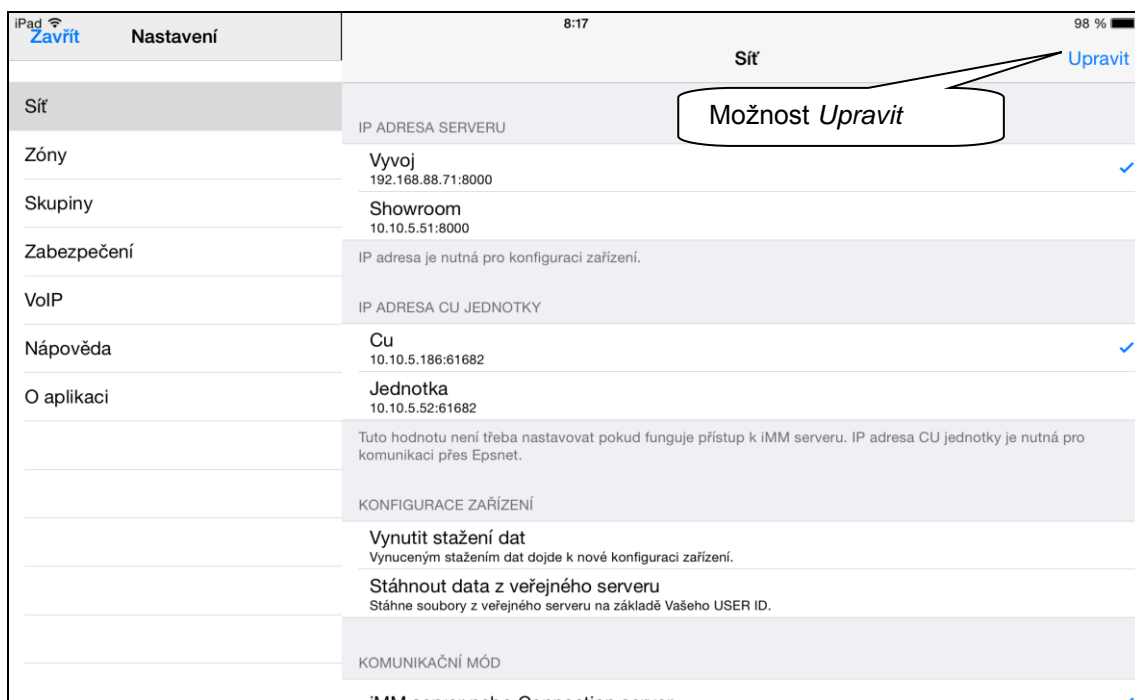 iPad 8:17 98 %
Zavřít Nastavení
Síť Upravit
Možnost Upravit
Síť
Zóny
Skupiny
Zabezpečení
VoIP
Nápověda
O aplikaci
IP ADRESA SERVERU
Vyvoj
192.168.88.71:8000
Showroom
10.10.5.51:8000
IP adresa je nutná pro konfiguraci zařízení.
IP ADRESA CU JEDNOTKY
Cu
10.10.5.186:61682
Jednotka
10.10.5.52:61682
Tuto hodnotu není třeba nastavovat pokud funguje přístup k iMM serveru. IP adresa CU jednotky je nutná pro
komunikaci přes Epsnet.
KONFIGURACE ZAŘÍZENÍ
Vynutit stažení dat
Vynuceným stažením dat dojde k nové konfiguraci zařízení.
Stáhnout data z veřejného serveru
Stáhne soubory z veřejného serveru na základě Vašeho USER ID.
KOMUNIKAČNÍ MÓD
iMM server nebo Connection server